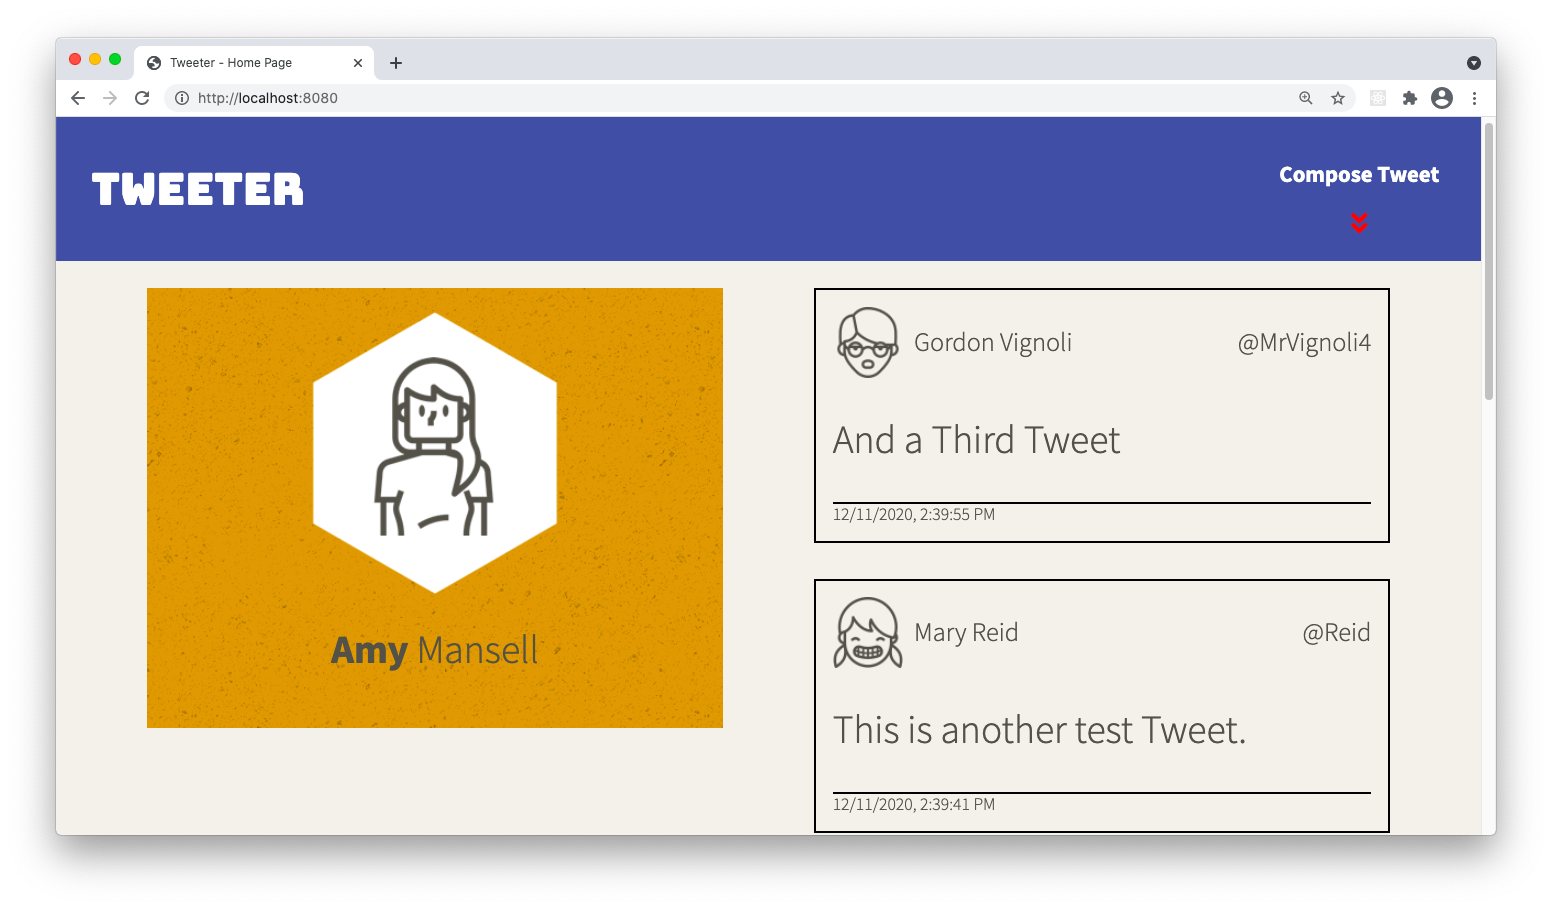 Tweeter - Home Page
http://localhost:8080
TWEETER
Compose Tweet
Amy Mansell
Gordon Vignoli @MrVignoli4
And a Third Tweet
12/11/2020, 2:39:55 PM
Mary Reid @Reid
This is another test Tweet.
12/11/2020, 2:39:41 PM